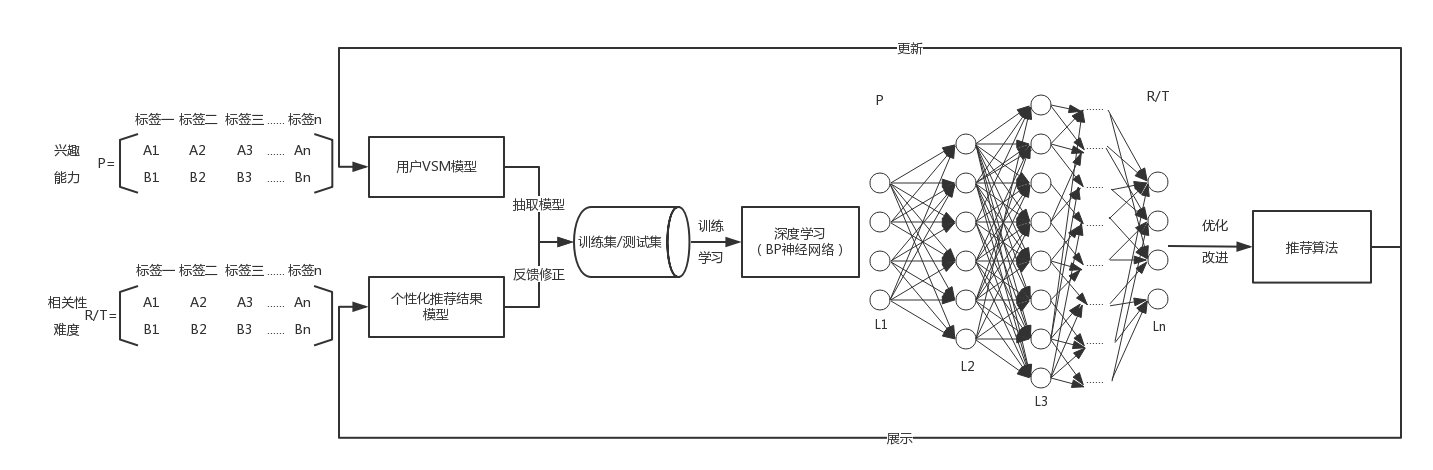 更新
P
R/T
标签一 标签二 标签三 ...... 标签n
兴趣
P=
A1 A2 A3 ...... An
能力
B1 B2 B3 ...... Bn
用户VSM模型
抽取模型
训练集/测试集
训练
学习
深度学习
（BP神经网络）
反馈修正
标签一 标签二 标签三 ...... 标签n
相关性
R/T=
A1 A2 A3 ...... An
难度
B1 B2 B3 ...... Bn
个性化推荐结果
模型
......
......
......
......
......
......
......
......
L1
L2
L3
Ln
优化
改进
推荐算法
展示